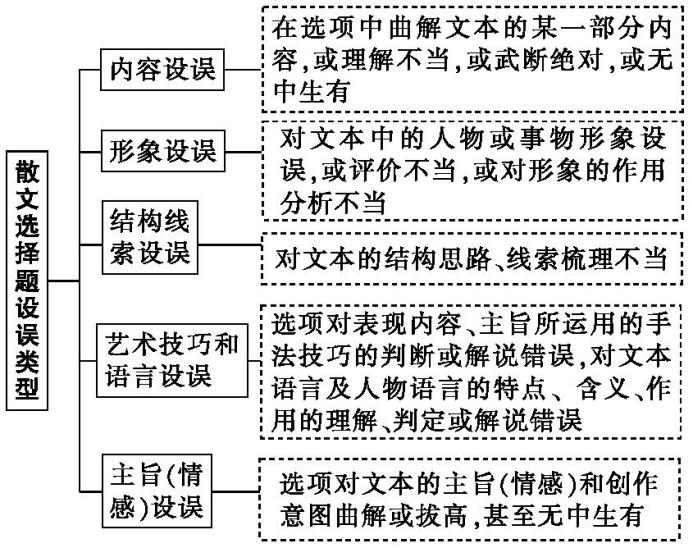 散文选择题设误类型
内容设误
在选项中曲解文本的某一部分内
容,或理解不当,或武断绝对,或无
中生有
形象设误
对文本中的人物或事物形象设
误,或评价不当,或对形象的作用
分析不当
结构线
索设误
对文本的结构思路、线索梳理不当
艺术技巧和
语言设误
选项对表现内容、主旨所运用的手
法技巧的判断或解说错误,对文本
语言及人物语言的特点、含义、作
用的理解、判定或解说错误
主旨(情
感)设误
选项对文本的主旨(情感)和创作
意图曲解或拔高,甚至无中生有